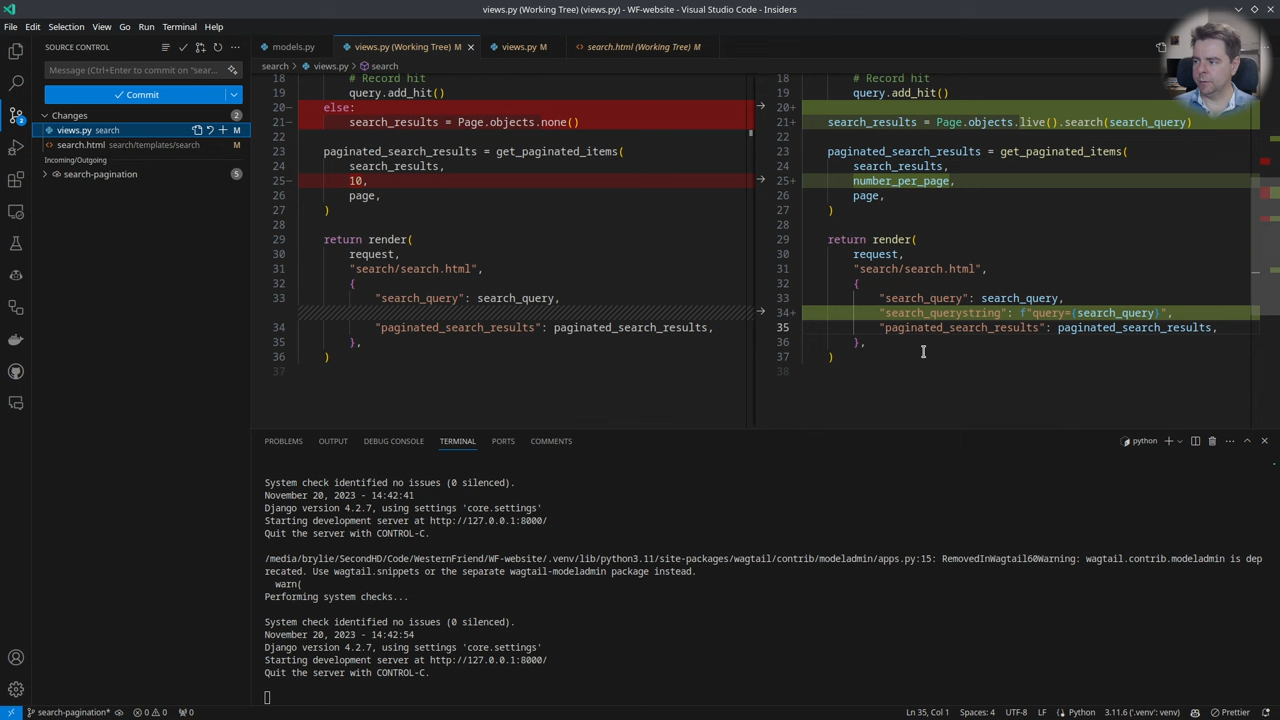 views.py (Working Tree) (views.py) - WF-website - Visual Studio Code - Insiders
File Edit Selection View Go Run Terminal Help
SOURCE CONTROL
Message (Ctrl+Enter to commit on "sear...
Commit
Changes 2
views.py search M
search.html search/templates/search M
Incoming/Outgoing
search-pagination 5
2
models.py
views.py (Working Tree) M
views.py M
search.html (Working Tree) M
search > views.py > search
18 # Record hit
19 query.add_hit()
20- else:
21- search_results = Page.objects.none()
22
23 paginated_search_results = get_paginated_items(
24 search_results,
25- 10,
26 page,
27 )
28
29 return render(
30 request,
31 "search/search.html",
32 {
33 "search_query": search_query,
34 "paginated_search_results": paginated_search_results,
35 },
36 )
37
18 # Record hit
19 query.add_hit()
20+
21+ search_results = Page.objects.live().search(search_query)
22
23 paginated_search_results = get_paginated_items(
24 search_results,
25+ number_per_page,
26 page,
27 )
28
29 return render(
30 request,
31 "search/search.html",
32 {
33 "search_query": search_query,
34+ "search_querystring": f"query={search_query}",
35 "paginated_search_results": paginated_search_results,
36 },
37 )
38
PROBLEMS OUTPUT DEBUG CONSOLE TERMINAL PORTS COMMENTS
python
System check identified no issues (0 silenced).
November 20, 2023 - 14:42:41
Django version 4.2.7, using settings 'core.settings'
Starting development server at http://127.0.0.1:8000/
Quit the server with CONTROL-C.
/media/brylie/SecondHD/Code/WesternFriend/WF-website/.venv/lib/python3.11/site-packages/wagtail/contrib/modeladmin/apps.py:15: RemovedInWagtail60Warning: wagtail.contrib.modeladmin is dep
recated. Use wagtail.snippets or the separate wagtail-modeladmin package instead.
warn(
Performing system checks...
System check identified no issues (0 silenced).
November 20, 2023 - 14:42:54
Django version 4.2.7, using settings 'core.settings'
Starting development server at http://127.0.0.1:8000/
Quit the server with CONTROL-C.
search-pagination* 0 0 0 Ln 35, Col 1 Spaces: 4 UTF-8 LF Python 3.11.6 ('.venv': venv) Prettier